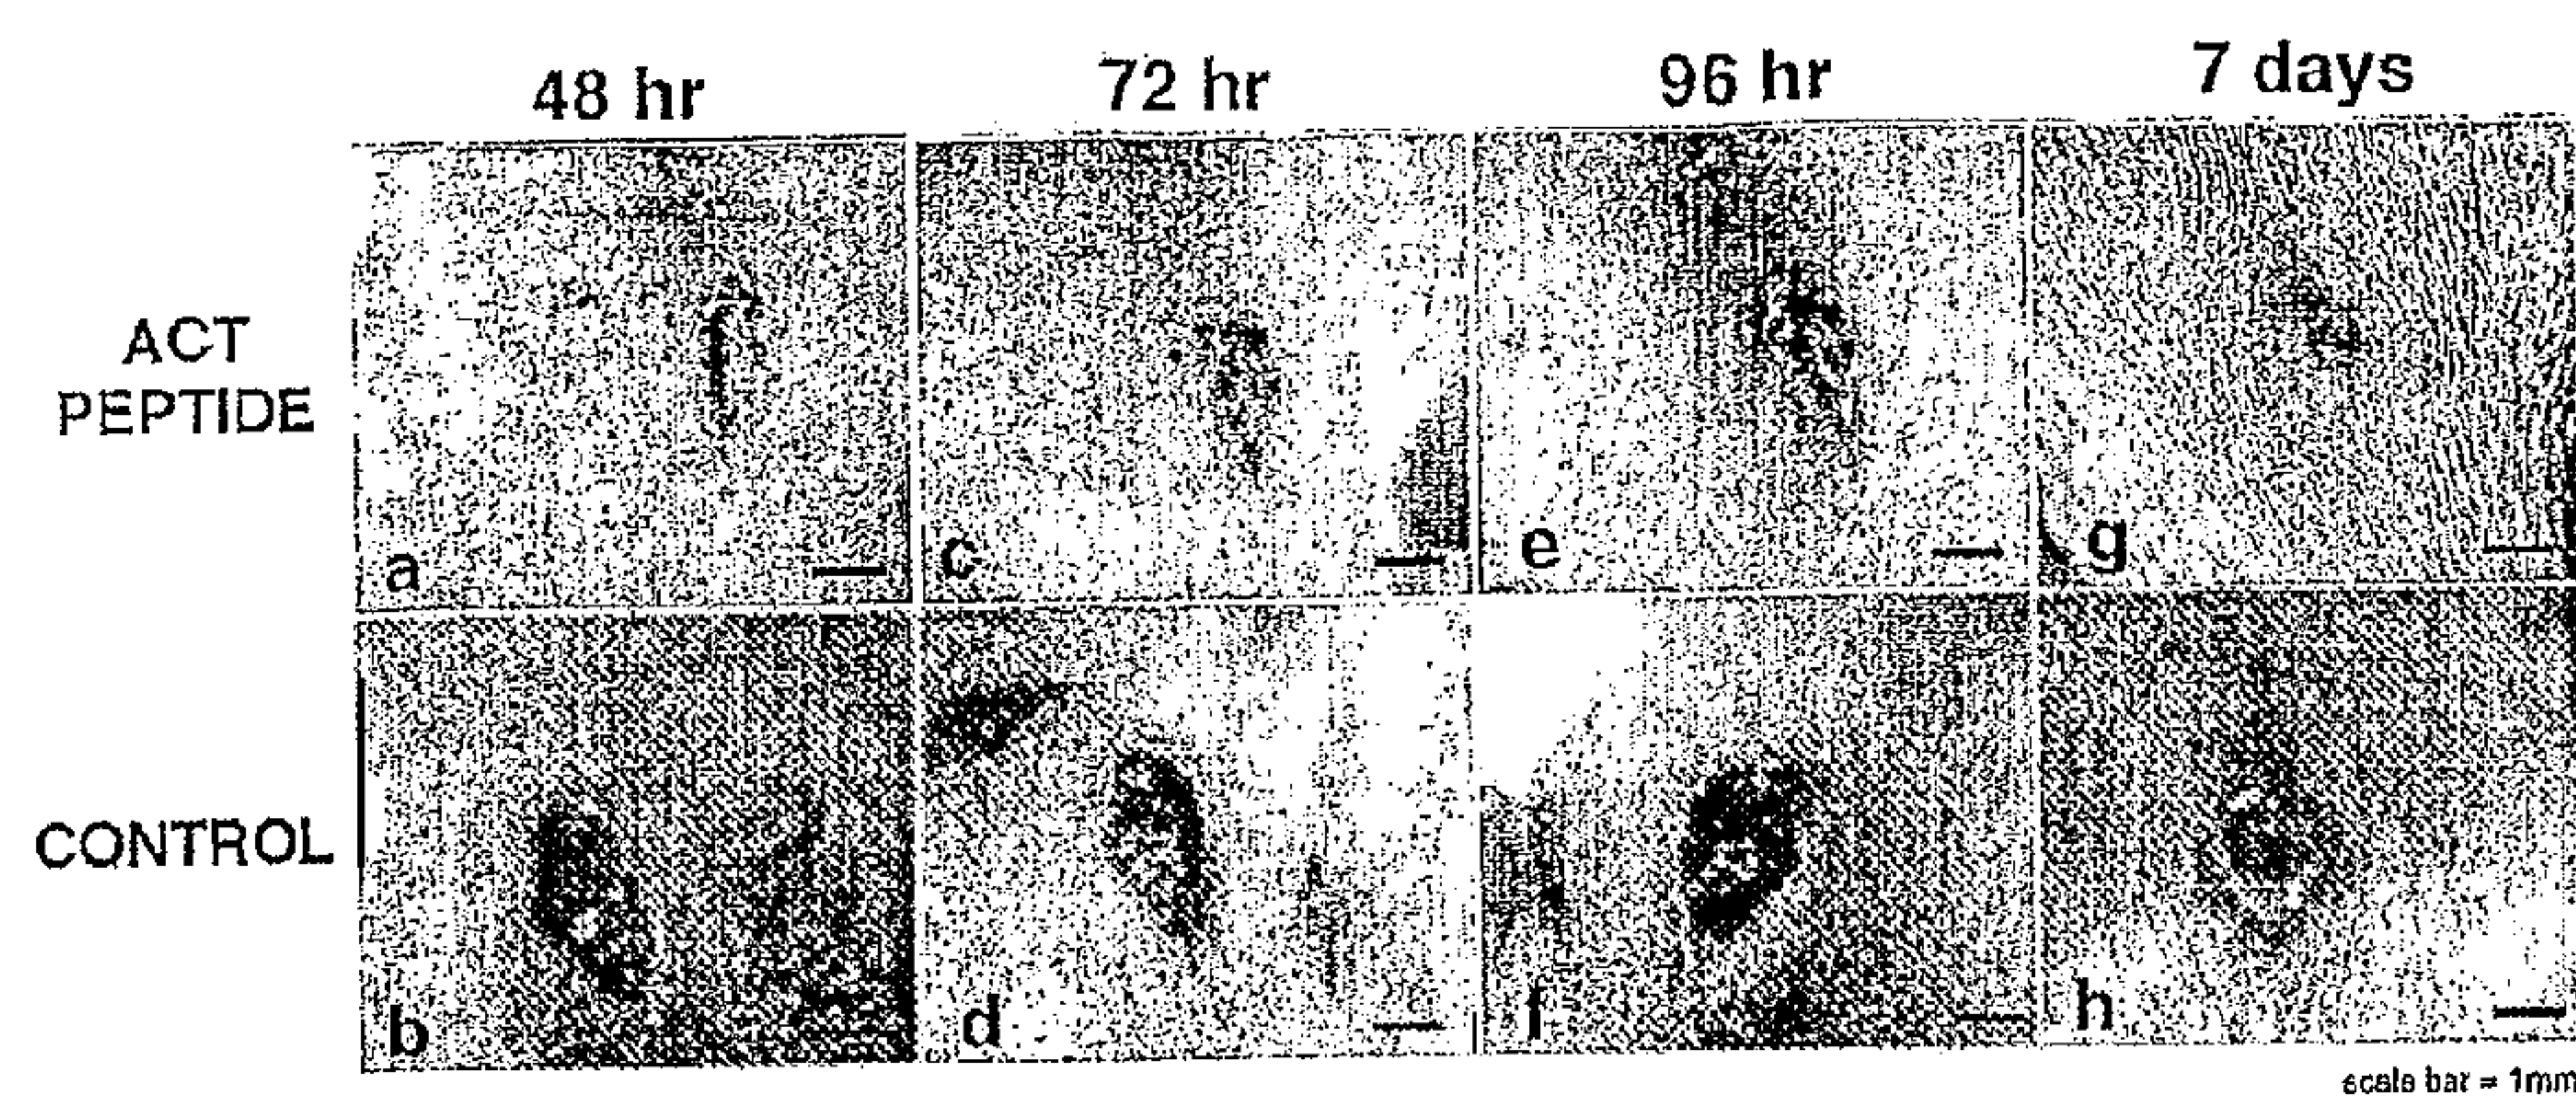 48 hr 72 hr 96 hr 7 days
ACT
PEPTIDE
a c e g
CONTROL
b d f h
scale bar = 1mm